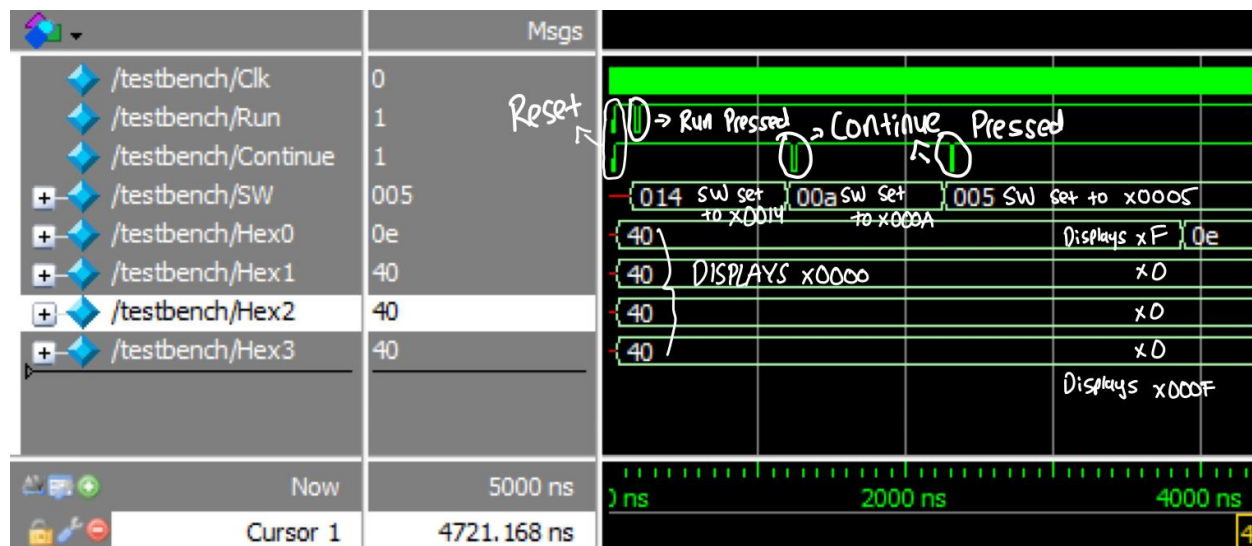 Msgs
/testbench/Clk 0
/testbench/Run 1 Reset → Run Pressed → Continue Pressed
/testbench/Continue 1
/testbench/SW 005 014 SW set to x0014 00a SW set to x000A 005 SW set to x0005
/testbench/Hex0 0e 40 Displays xF 0e
/testbench/Hex1 40 40 DISPLAYS x0000 x0
/testbench/Hex2 40 40 x0
/testbench/Hex3 40 40 x0
Displays x000F
Now 5000 ns 0 ns 2000 ns 4000 ns
Cursor 1 4721.168 ns 4